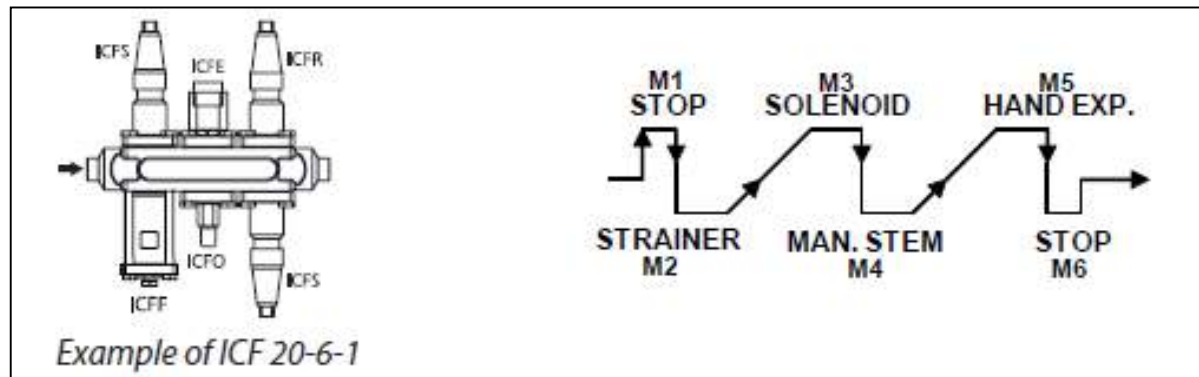 ICFS
ICFE
ICFR
ICFO
ICFS
ICFF
Example of ICF 20-6-1
M1
STOP
M3
SOLENOID
M5
HAND EXP.
STRAINER
M2
MAN. STEM
M4
STOP
M6